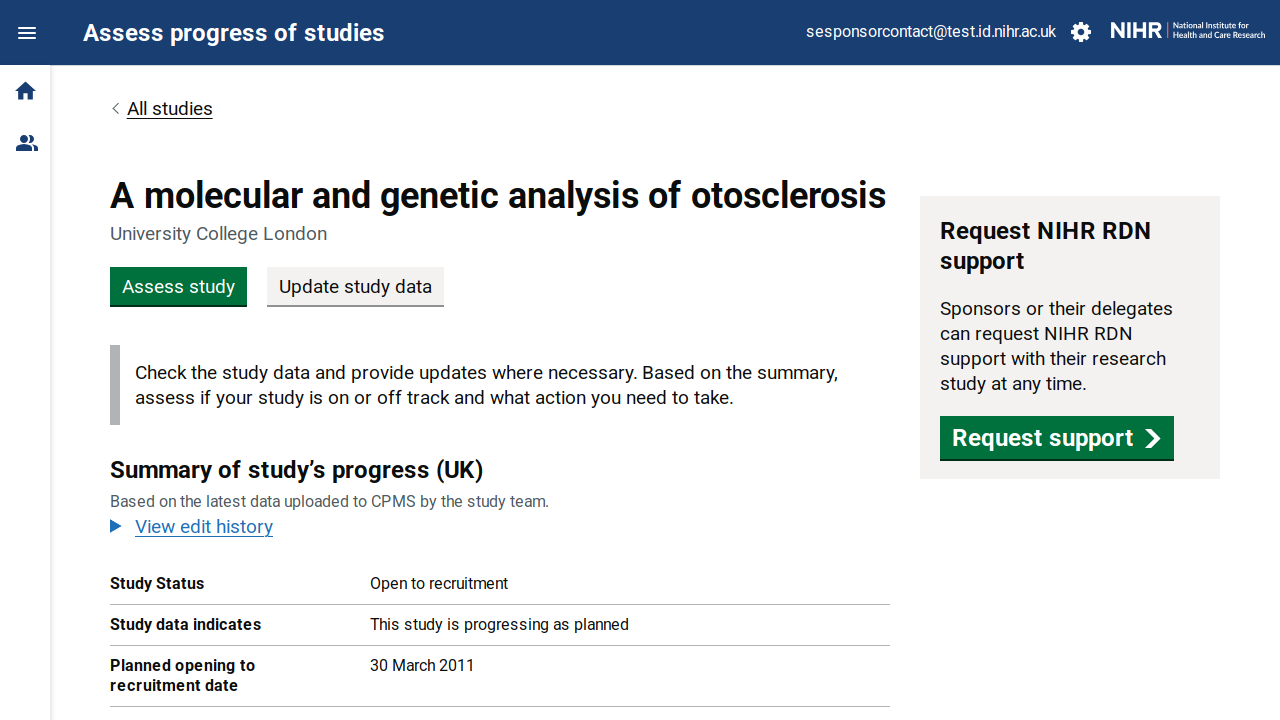 Assess progress of studies
sesponsorcontact@test.id.nihr.ac.uk
NIHR | National Institute for
Health and Care Research
All studies
A molecular and genetic analysis of otosclerosis
University College London
Assess study
Update study data
Check the study data and provide updates where necessary. Based on the summary,
assess if your study is on or off track and what action you need to take.
Summary of study’s progress (UK)
Based on the latest data uploaded to CPMS by the study team.
View edit history
Study Status
Open to recruitment
Study data indicates
This study is progressing as planned
Planned opening to
recruitment date
30 March 2011
Request NIHR RDN
support
Sponsors or their delegates
can request NIHR RDN
support with their research
study at any time.
Request support